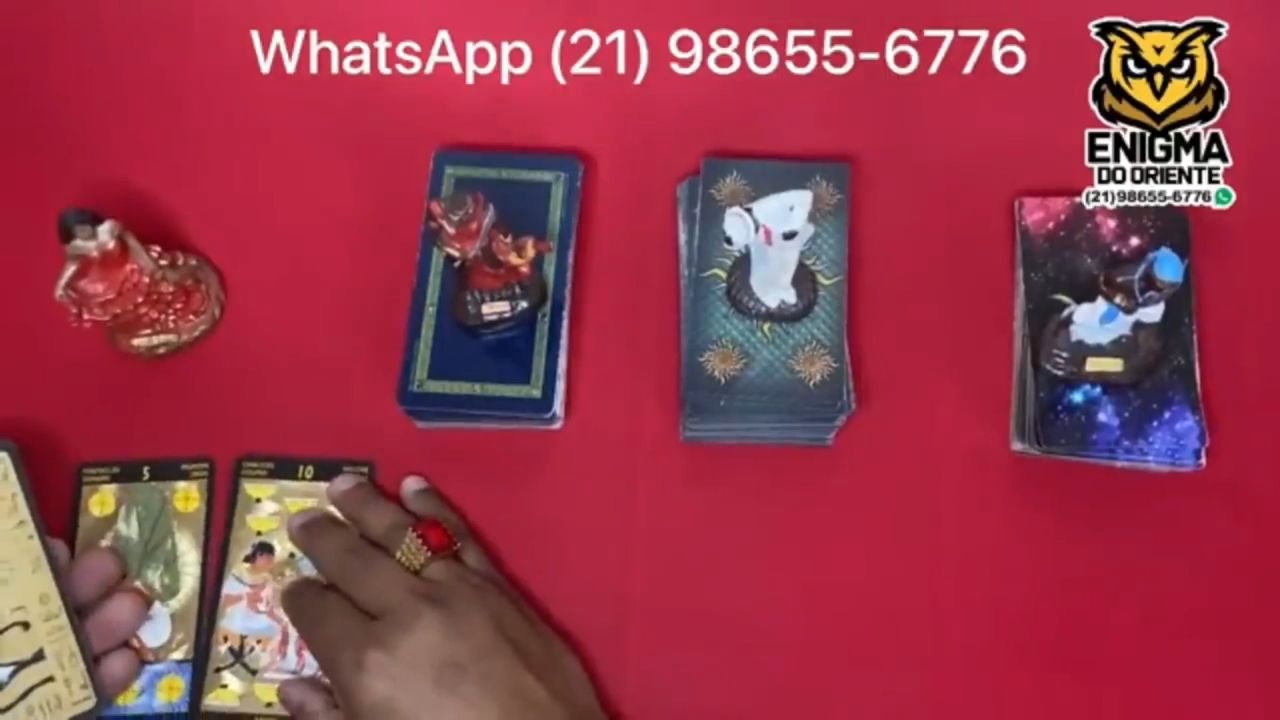 WhatsApp (21) 98655-6776
ENIGMA
DO ORIENTE
(21)98655-6776
5
10